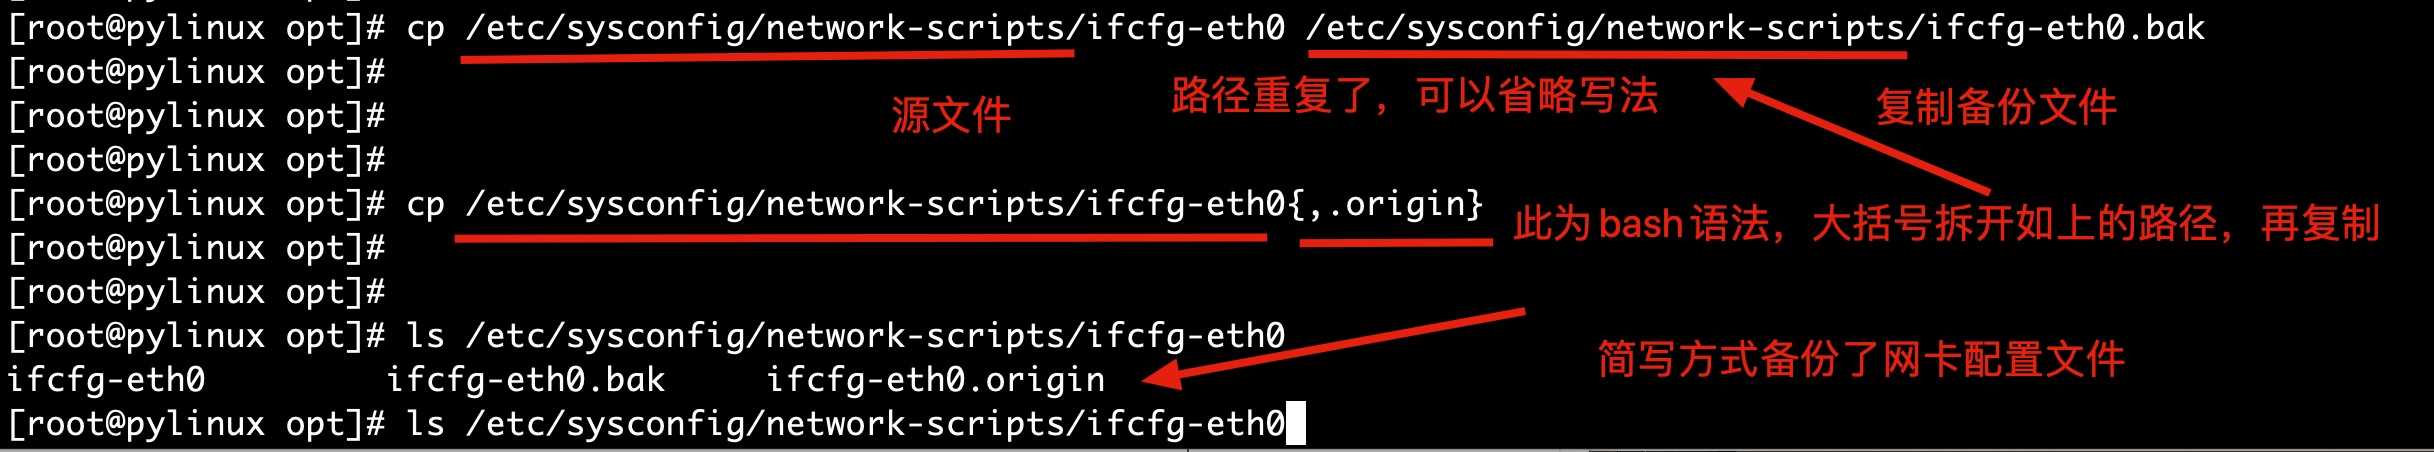 [root@pylinux opt]# cp /etc/sysconfig/network-scripts/ifcfg-eth0 /etc/sysconfig/network-scripts/ifcfg-eth0.bak
[root@pylinux opt]#
路径重复了，可以省略写法
复制备份文件
源文件
[root@pylinux opt]#
[root@pylinux opt]#
[root@pylinux opt]# cp /etc/sysconfig/network-scripts/ifcfg-eth0{,.origin}
此为bash语法，大括号拆开如上的路径，再复制
[root@pylinux opt]#
[root@pylinux opt]#
[root@pylinux opt]# ls /etc/sysconfig/network-scripts/ifcfg-eth0
简写方式备份了网卡配置文件
ifcfg-eth0 ifcfg-eth0.bak ifcfg-eth0.origin
[root@pylinux opt]# ls /etc/sysconfig/network-scripts/ifcfg-eth0